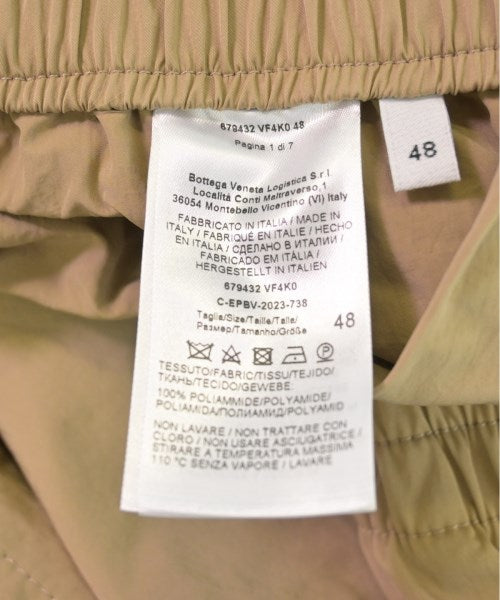 679432 VF4K0 48
Pagina 1 di 7
Bottega Veneta Logistica S.r.l.
Località Conti Maltraverso,1
36054 Montebello Vicentino (VI) Italy
FABBRICATO IN ITALIA / MADE IN
ITALY / FABRIQUÉ EN ITALIE / HECHO
EN ITALIA / СДЕЛАНО В ИТАЛИИ /
FABRICADO EM ITÁLIA /
HERGESTELLT IN ITALIEN
679432 VF4K0
C-EPBV-2023-738
Taglia/Size/Taille/Talla/
Размер/Tamanho/Größe 48
TESSUTO/FABRIC/TISSU/TEJIDO/
ТКАНЬ/TECIDO/GEWEBE:
100% POLIAMMIDE/POLYAMIDE/
POLIAMIDA/ПОЛИАМИД/POLYAMID
NON LAVARE / NON TRATTARE CON
CLORO / NON USARE ASCIUGATRICE /
STIRARE A TEMPERATURA MASSIMA
110 °C SENZA VAPORE / LAVARE
48